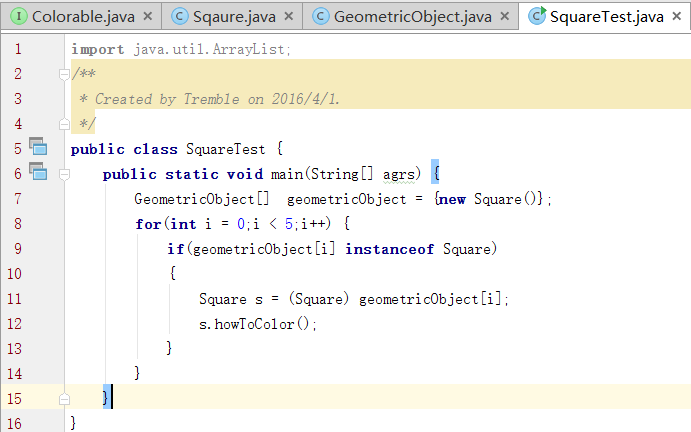 Colorable.java × Sqaure.java × GeometricObject.java × SquareTest.java ×
1 import java.util.ArrayList;
2 /**
3 * Created by Tremble on 2016/4/1.
4 */
5 public class SquareTest {
6 public static void main(String[] agrs) {
7 GeometricObject[] geometricObject = {new Square()};
8 for(int i = 0;i < 5;i++) {
9 if(geometricObject[i] instanceof Square)
10 {
11 Square s = (Square) geometricObject[i];
12 s.howToColor();
13 }
14 }
15 }
16 }